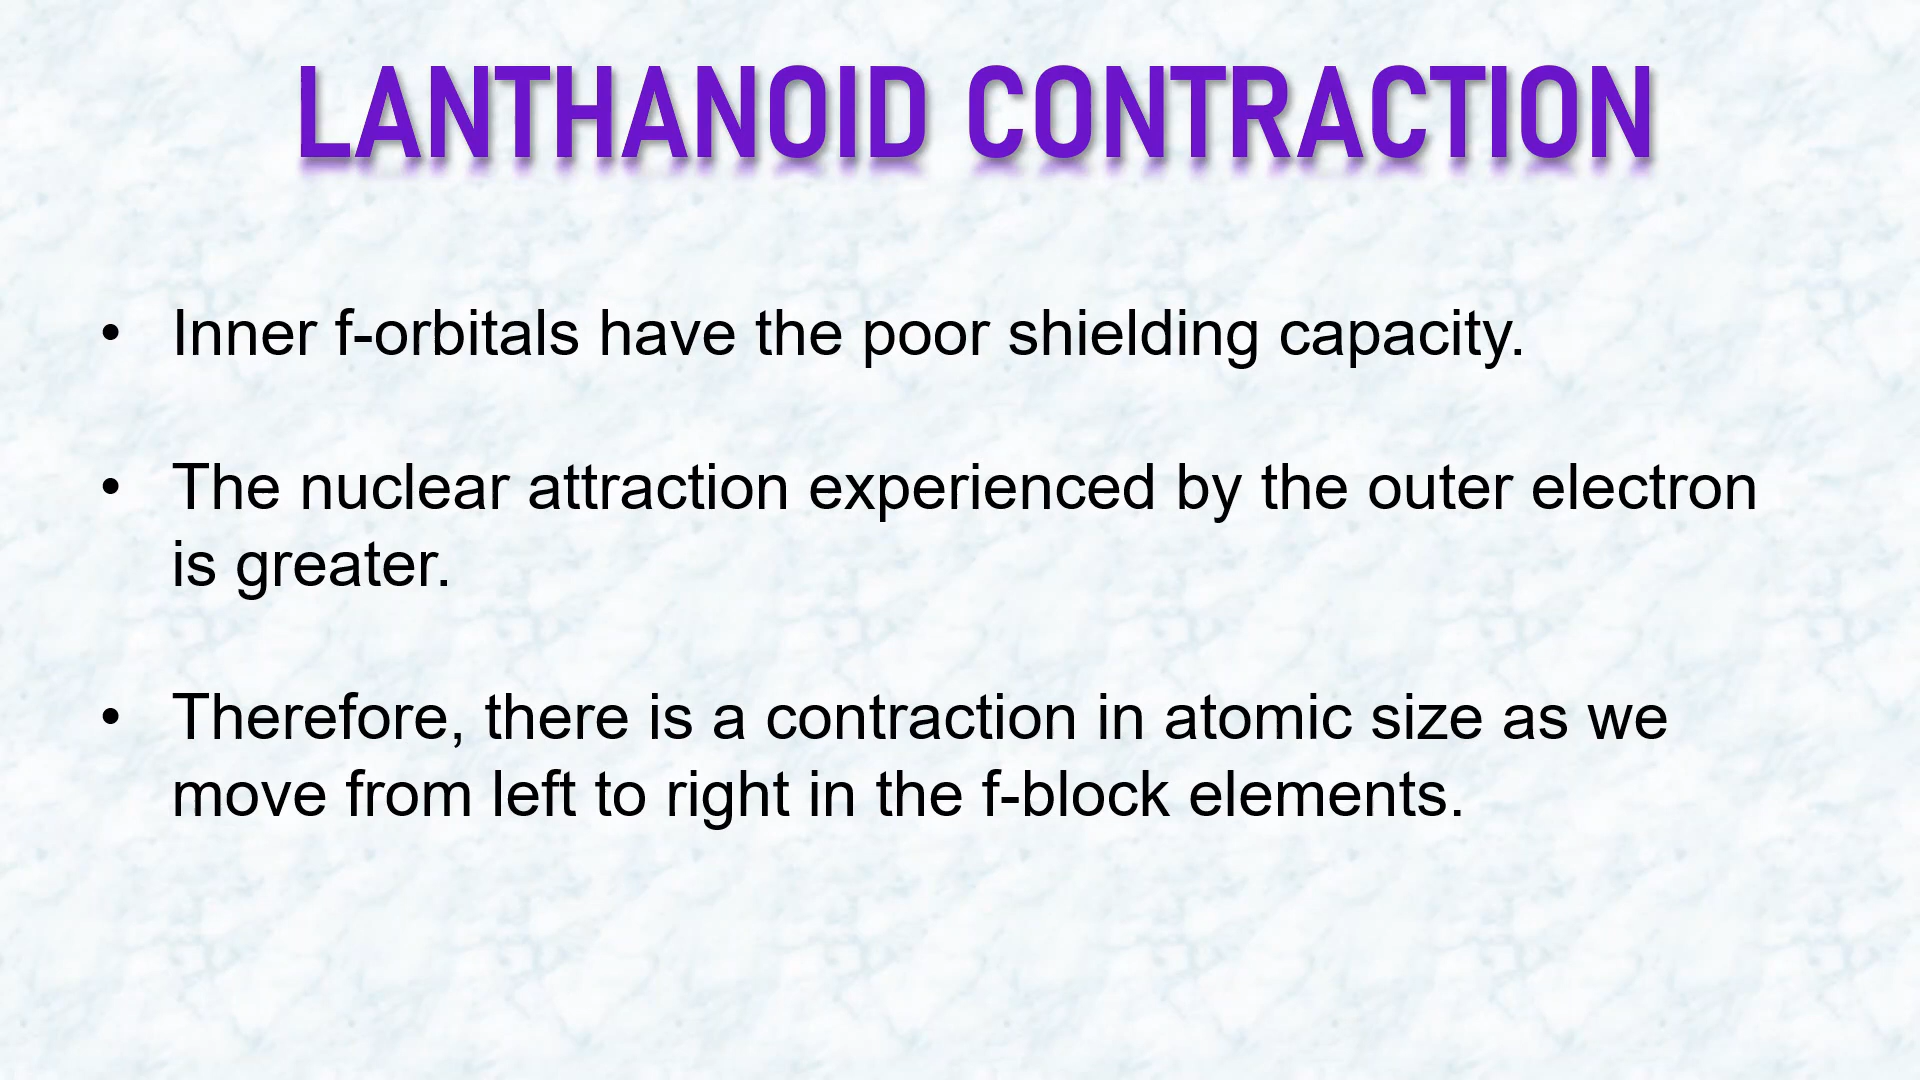 LANTHANOID CONTRACTION
• Inner f-orbitals have the poor shielding capacity.
• The nuclear attraction experienced by the outer electron
is greater.
• Therefore, there is a contraction in atomic size as we
move from left to right in the f-block elements.